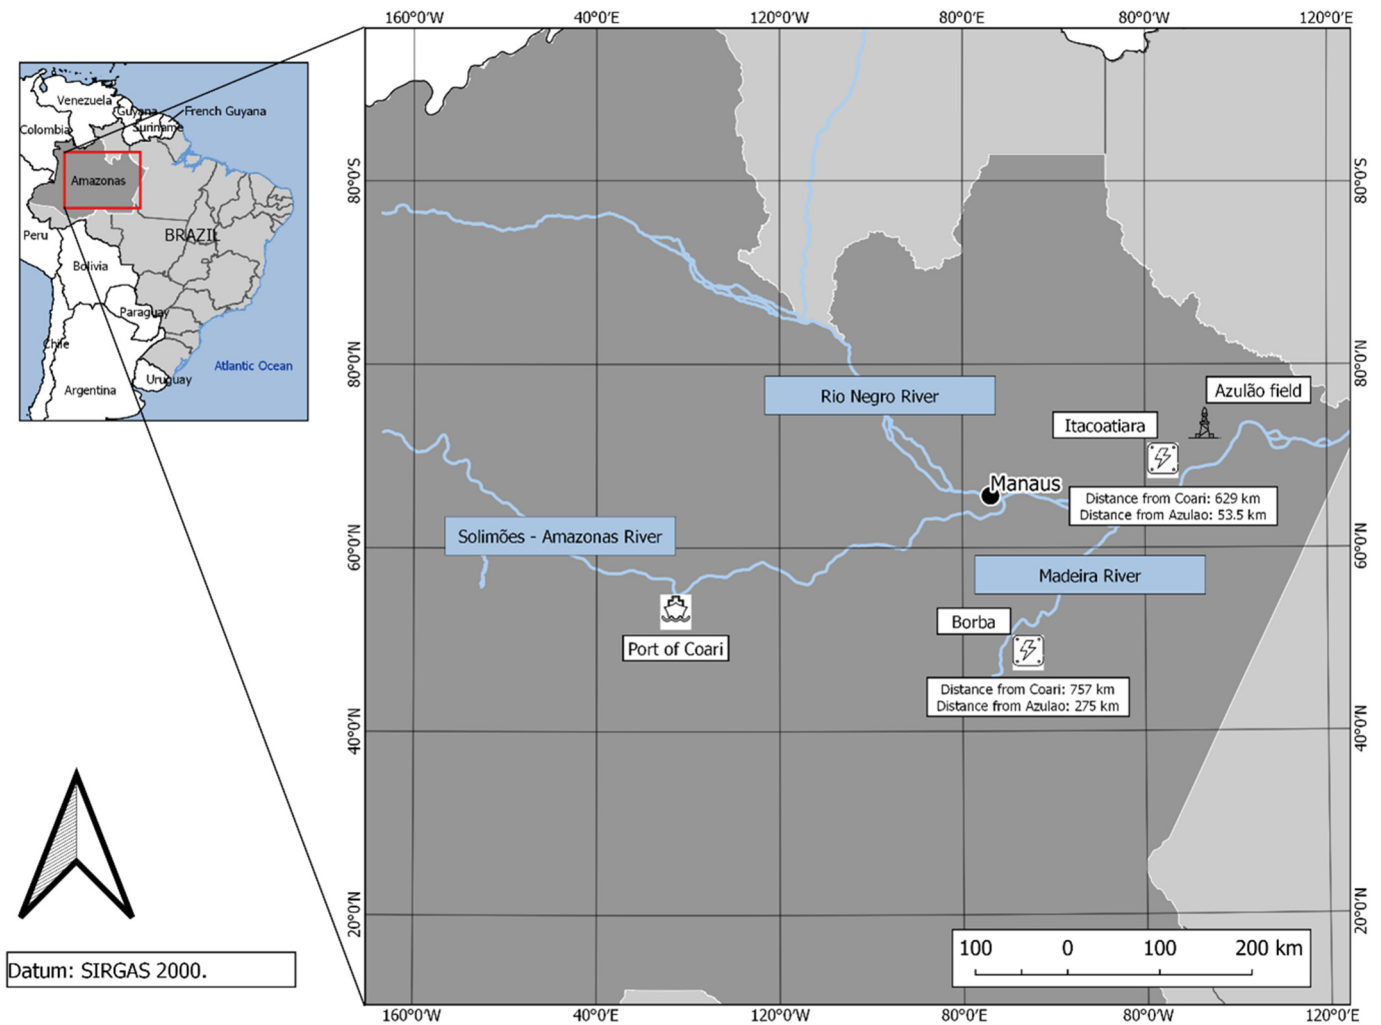 160°0'W 40°0'E 120°0'W 80°0'E 80°0'W 120°0'E
Venezuela
Guyana
French Guyana
Colombia
Suriname
Amazonas
Peru
BRAZIL
Bolivia
Paraguay
Chile
Atlantic Ocean
Uruguay
Argentina
80°0'S
80°0'S
80°0'N
80°0'N
Rio Negro River
Azulão field
Itacoatiara
Manaus
Distance from Coari: 629 km
Distance from Azulao: 53.5 km
Solimões - Amazonas River
60°0'N
60°0'N
Madeira River
Borba
Port of Coari
Distance from Coari: 757 km
Distance from Azulao: 275 km
40°0'N
40°0'N
20°0'N
20°0'N
100 0 100 200 km
Datum: SIRGAS 2000.
160°0'W 40°0'E 120°0'W 80°0'E 80°0'W 120°0'E